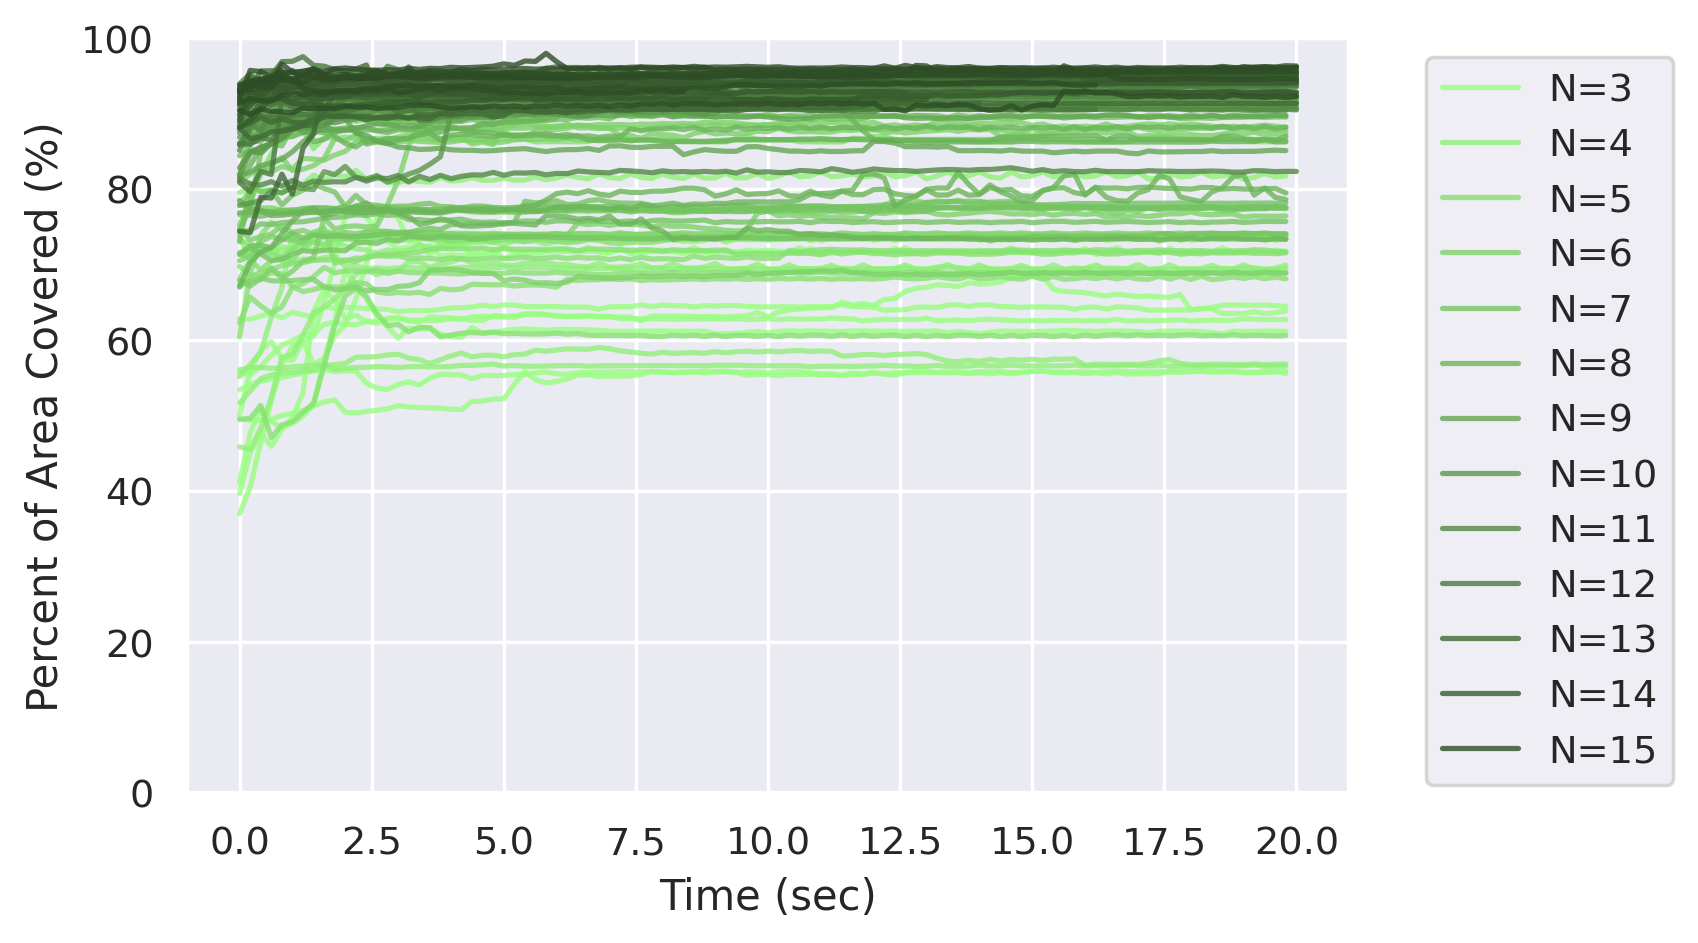 Percent of Area Covered (%)
100
80
60
40
20
0
0.0 2.5 5.0 7.5 10.0 12.5 15.0 17.5 20.0
Time (sec)
N=3
N=4
N=5
N=6
N=7
N=8
N=9
N=10
N=11
N=12
N=13
N=14
N=15